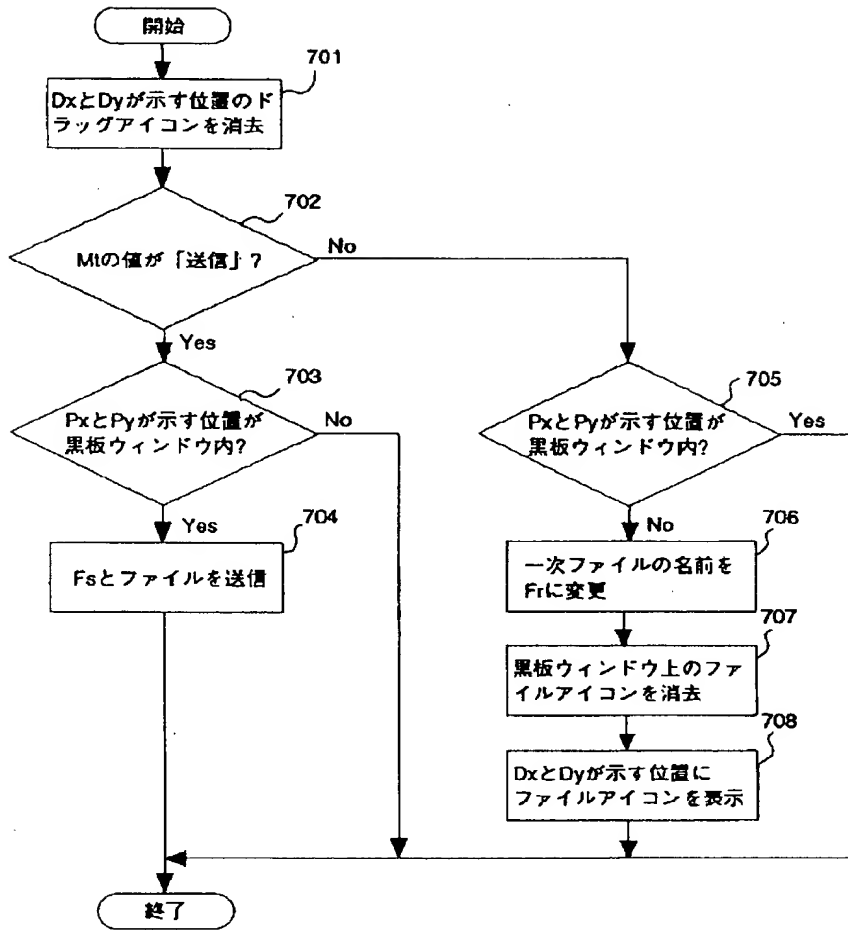 開始
701
DxとDyが示す位置のド
ラッグアイコンを消去
702
Mtの値が「送信」?
No
Yes
703
PxとPyが示す位置が
黒板ウィンドウ内?
No
Yes
704
Fsとファイルを送信
705
PxとPyが示す位置が
黒板ウィンドウ内?
Yes
No
706
一次ファイルの名前を
Frに変更
707
黒板ウィンドウ上のファ
イルアイコンを消去
708
DxとDyが示す位置に
ファイルアイコンを表示
終了